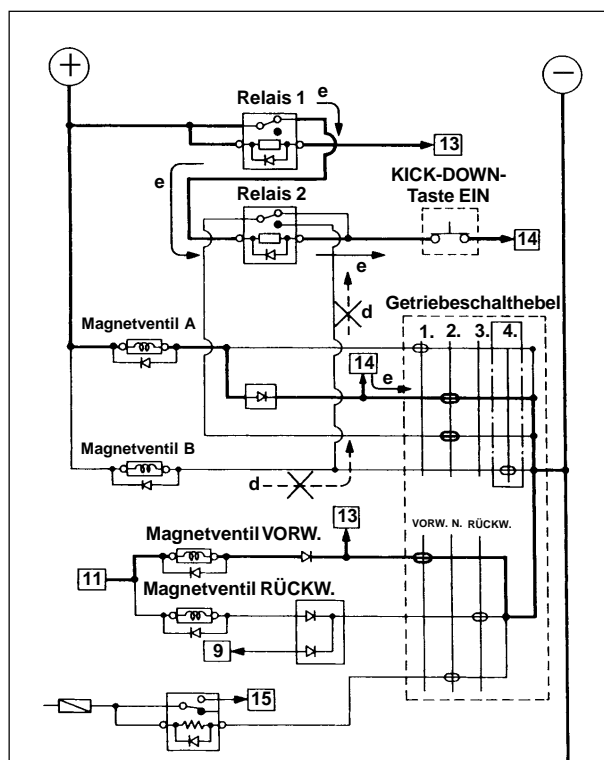 +
−
Relais 1
e
13
e
Relais 2
KICK-DOWN-
Taste EIN
14
e
d
Getriebeschalthebel
Magnetventil A
1. 2. 3. 4.
14
e
Magnetventil B
d
13
Magnetventil VORW.
VORW. N. RÜCKW.
11
Magnetventil RÜCKW.
9
15